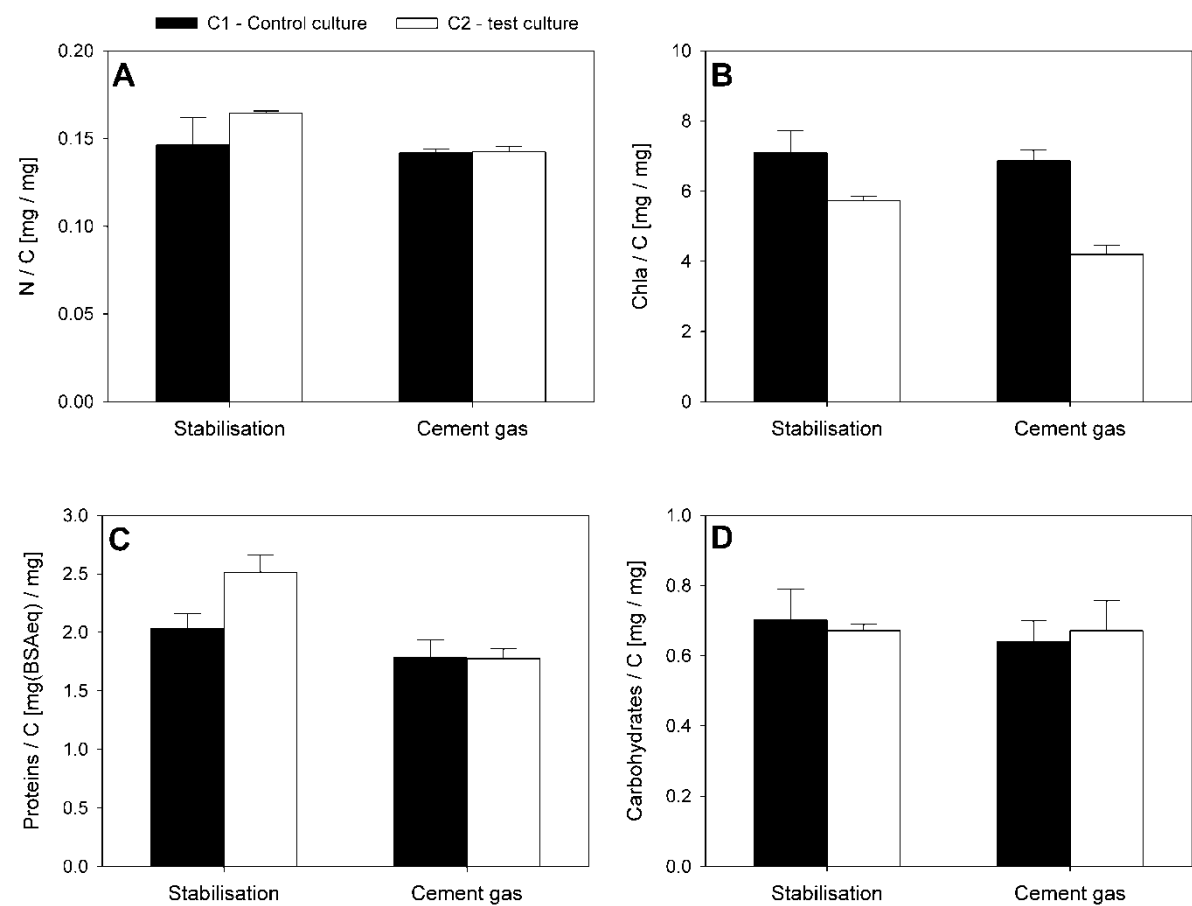 C1 - Control culture C2 - test culture
A
N / C [mg / mg]
0.20
0.15
0.10
0.05
0.00
Stabilisation Cement gas
B
Chla / C [mg / mg]
10
8
6
4
2
0
Stabilisation Cement gas
C
Proteins / C [mg(BSAeq) / mg]
3.0
2.5
2.0
1.5
1.0
0.5
0.0
Stabilisation Cement gas
D
Carbohydrates / C [mg / mg]
1.0
0.8
0.6
0.4
0.2
0.0
Stabilisation Cement gas